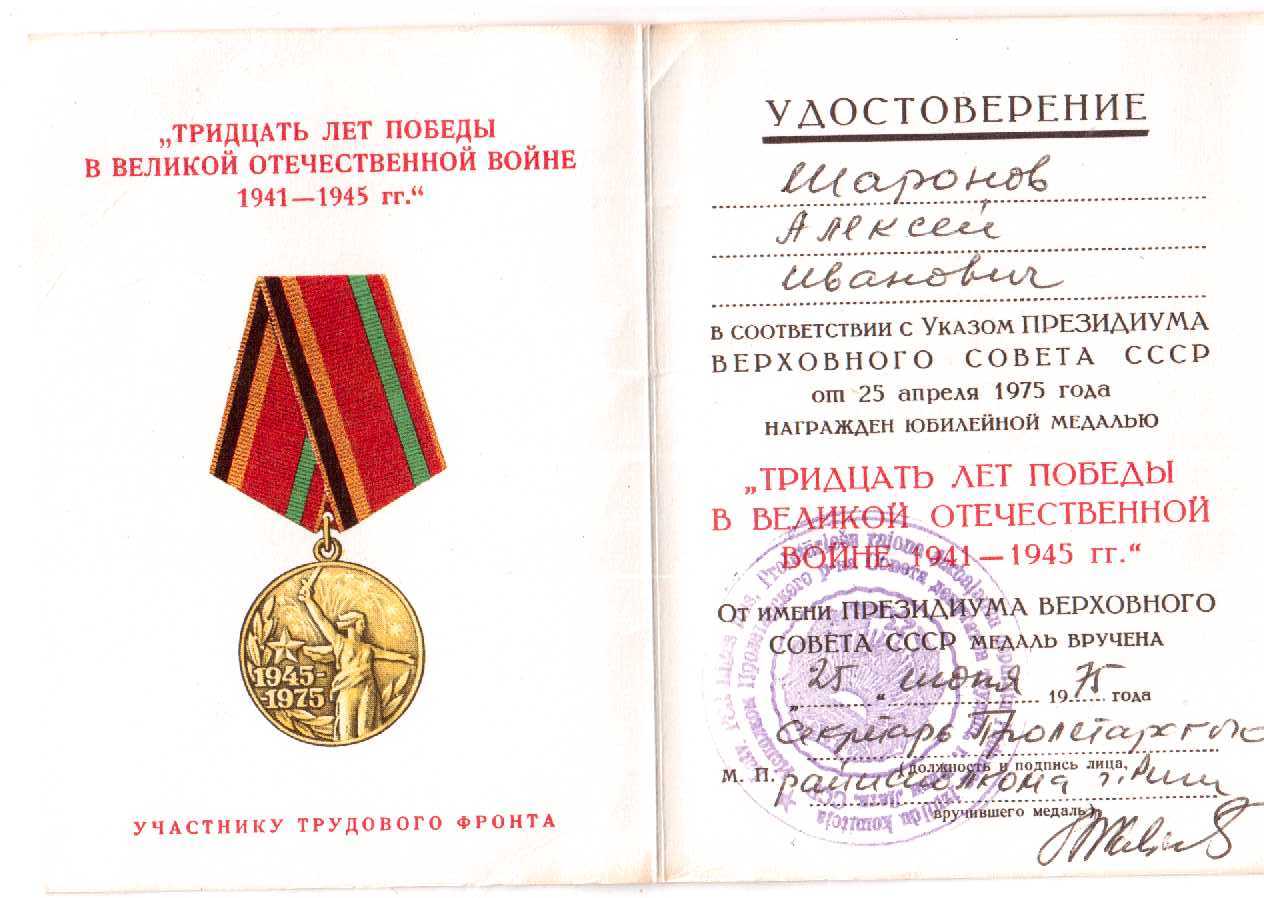 „ТРИДЦАТЬ ЛЕТ ПОБЕДЫ
В ВЕЛИКОЙ ОТЕЧЕСТВЕННОЙ ВОЙНЕ
1941—1945 гг.“
1945-
1975
УЧАСТНИКУ ТРУДОВОГО ФРОНТА
УДОСТОВЕРЕНИЕ
Шаронов
Алексей
Иванович
В СООТВЕТСТВИИ С УКАЗОМ ПРЕЗИДИУМА
ВЕРХОВНОГО СОВЕТА СССР
от 25 апреля 1975 года
НАГРАЖДЕН ЮБИЛЕЙНОЙ МЕДАЛЬЮ
„ТРИДЦАТЬ ЛЕТ ПОБЕДЫ
В ВЕЛИКОЙ ОТЕЧЕСТВЕННОЙ
ВОЙНЕ 1941—1945 гг.“
ОТ ИМЕНИ ПРЕЗИДИУМА ВЕРХОВНОГО
СОВЕТА СССР МЕДАЛЬ ВРУЧЕНА
„25“ июня 1975 года
секретарь Пролетарского
(должность и подпись лица,
М. П. райисполкома г. Риги
вручившего медаль)